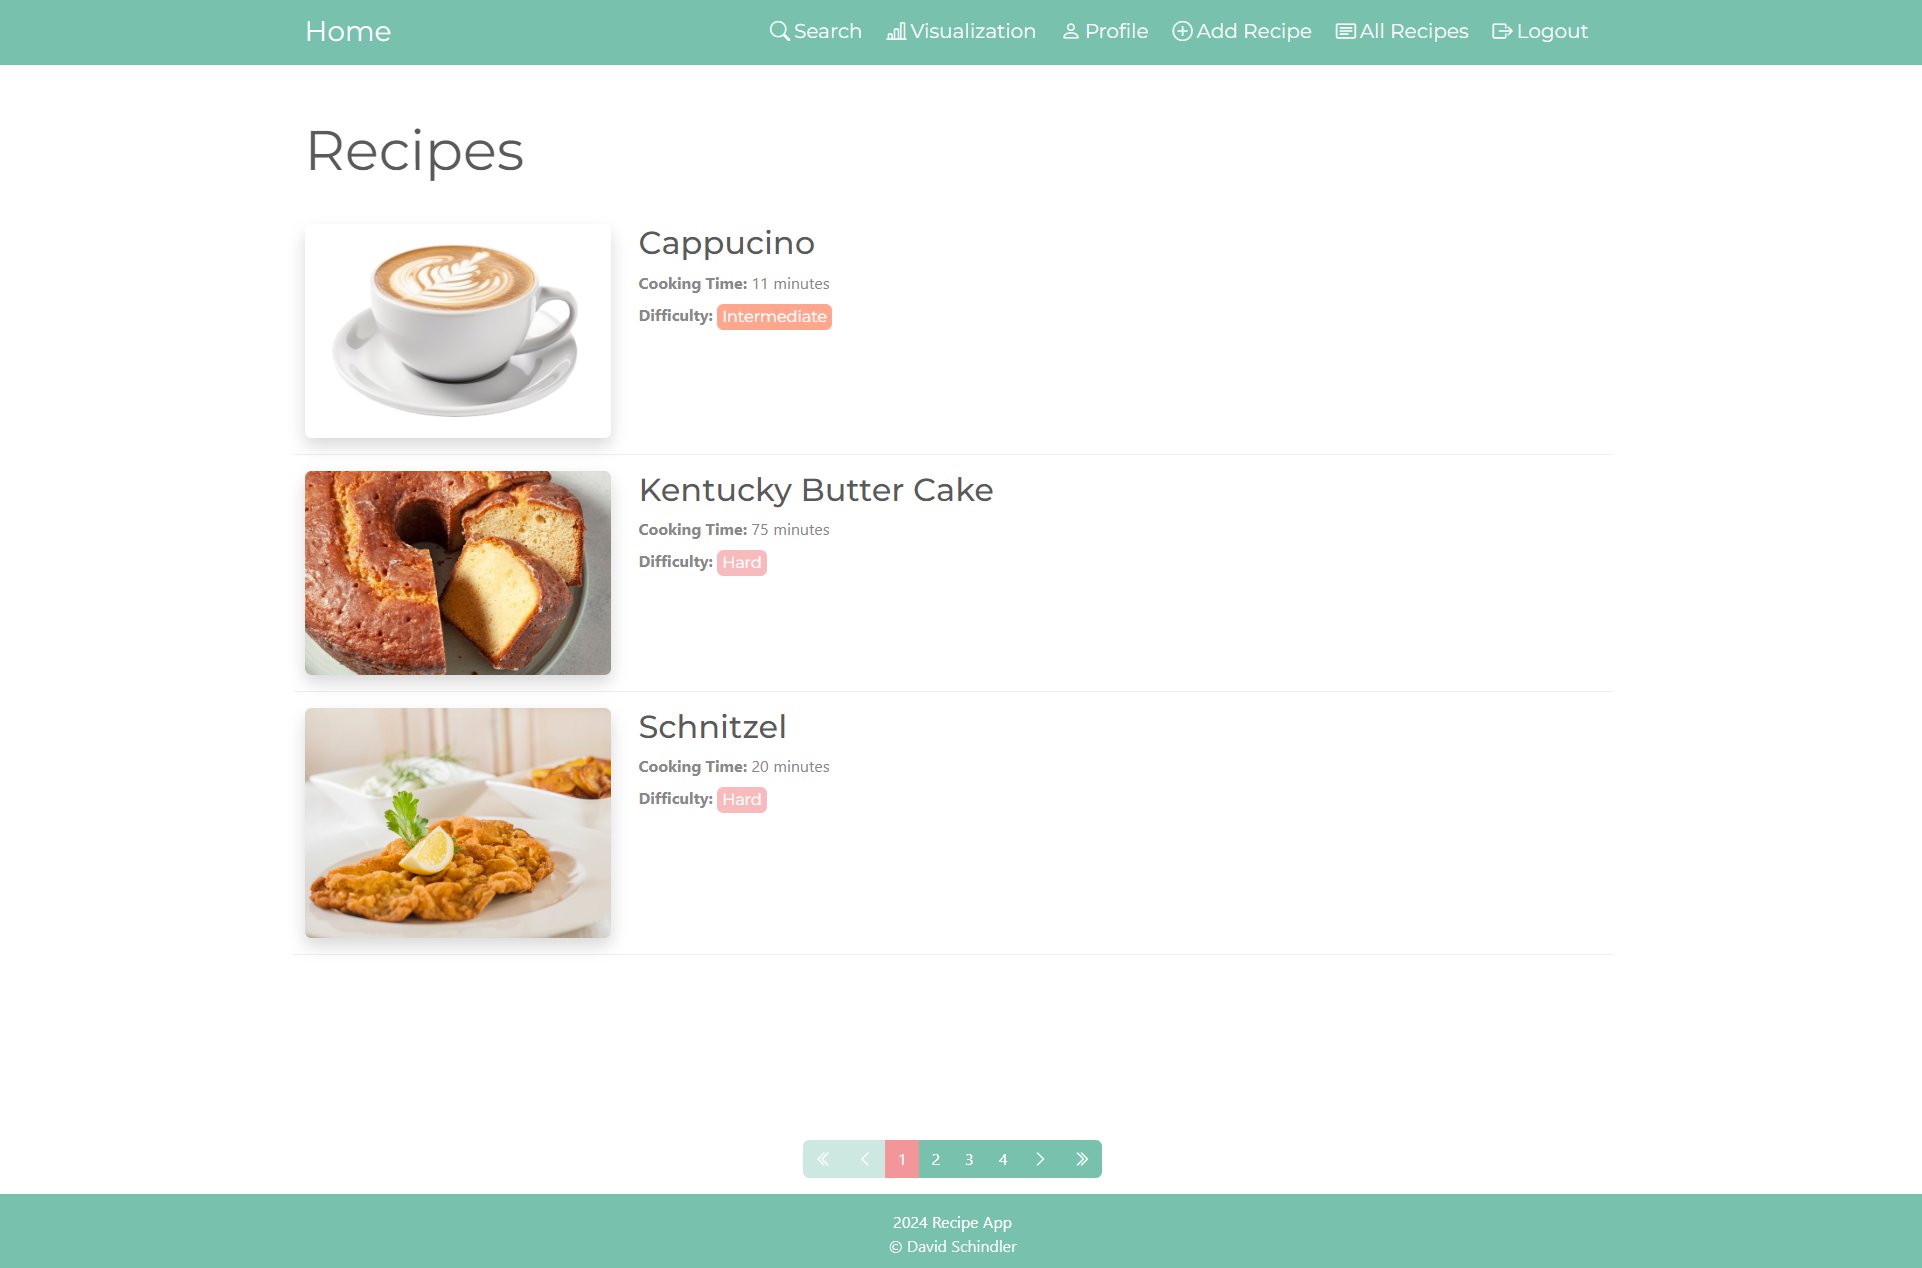 Home Search Visualization Profile Add Recipe All Recipes Logout
Recipes
Cappucino
Cooking Time: 11 minutes
Difficulty: Intermediate
Kentucky Butter Cake
Cooking Time: 75 minutes
Difficulty: Hard
Schnitzel
Cooking Time: 20 minutes
Difficulty: Hard
« ‹ 1 2 3 4 › »
2024 Recipe App
© David Schindler